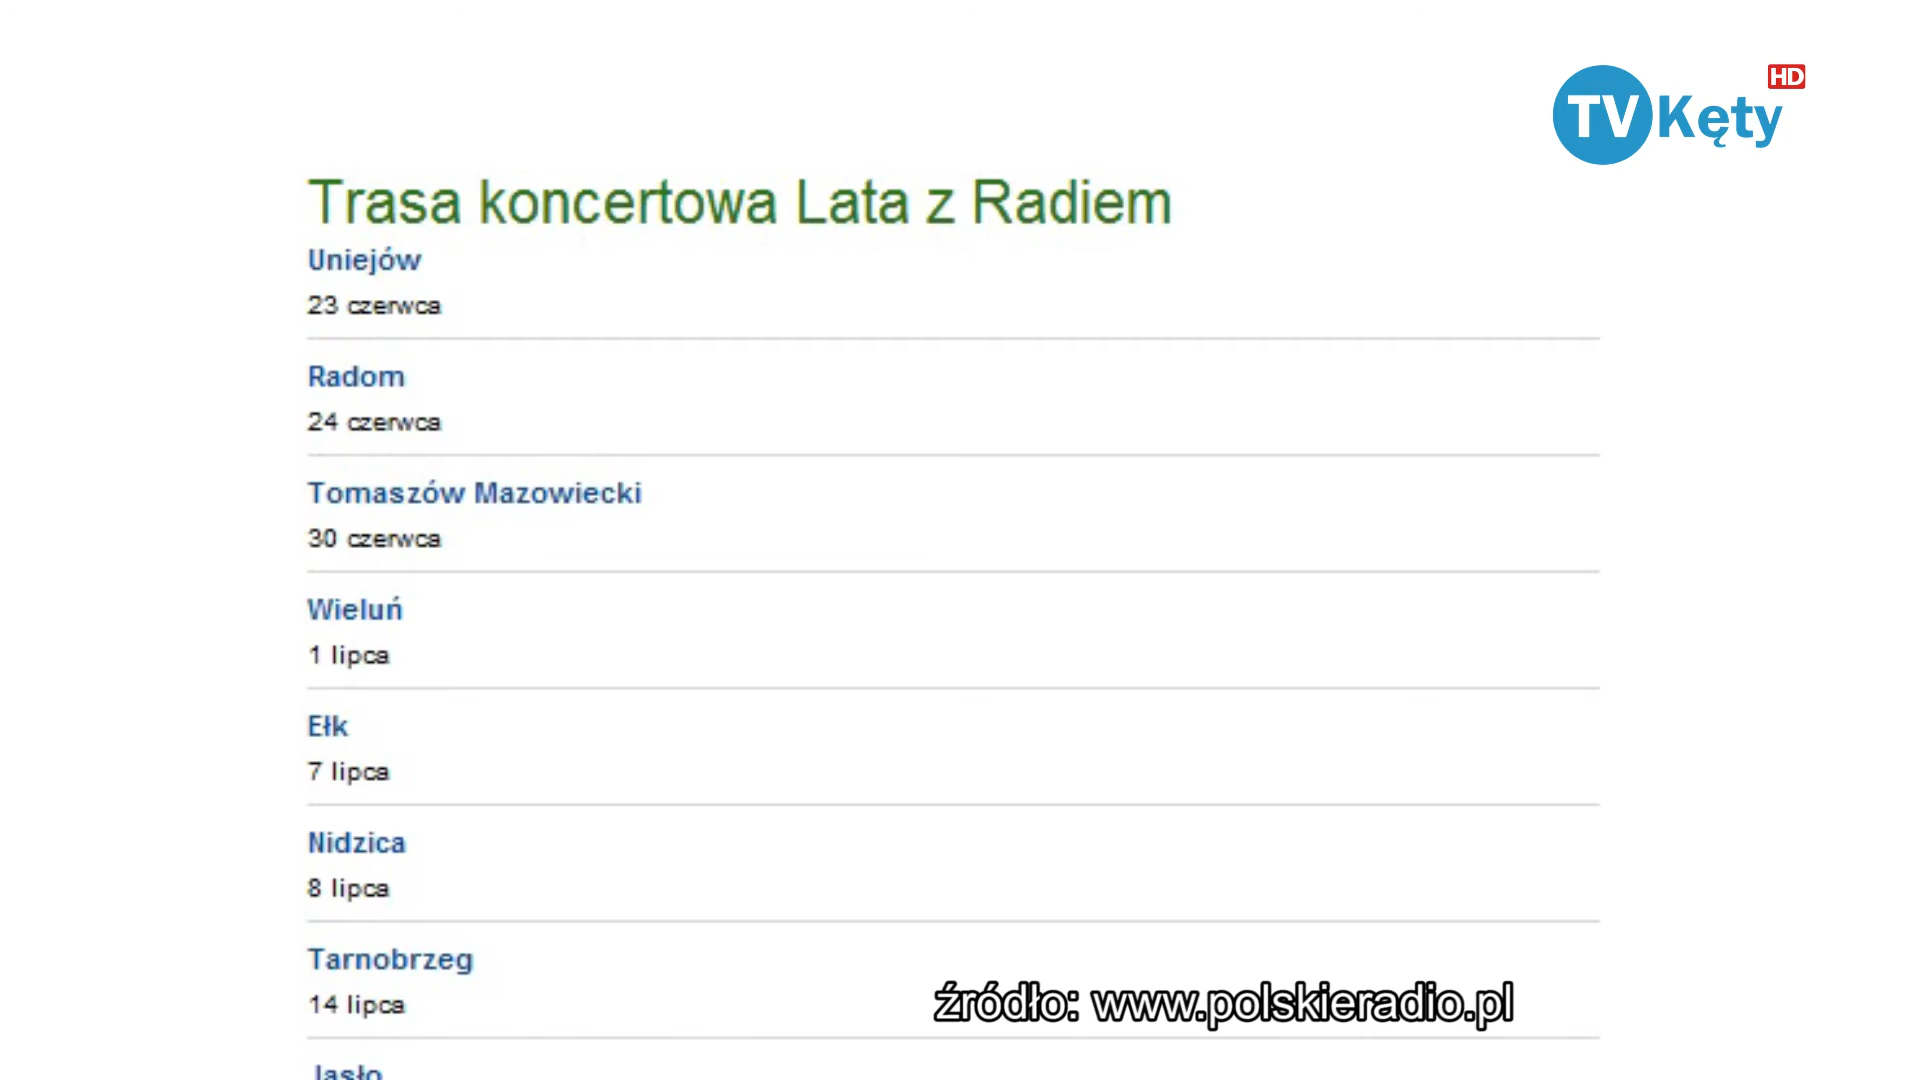 HD
TV Kęty
Trasa koncertowa Lata z Radiem
Uniejów
23 czerwca
Radom
24 czerwca
Tomaszów Mazowiecki
30 czerwca
Wieluń
1 lipca
Ełk
7 lipca
Nidzica
8 lipca
Tarnobrzeg
14 lipca
źródło: www.polskieradio.pl
Jasło